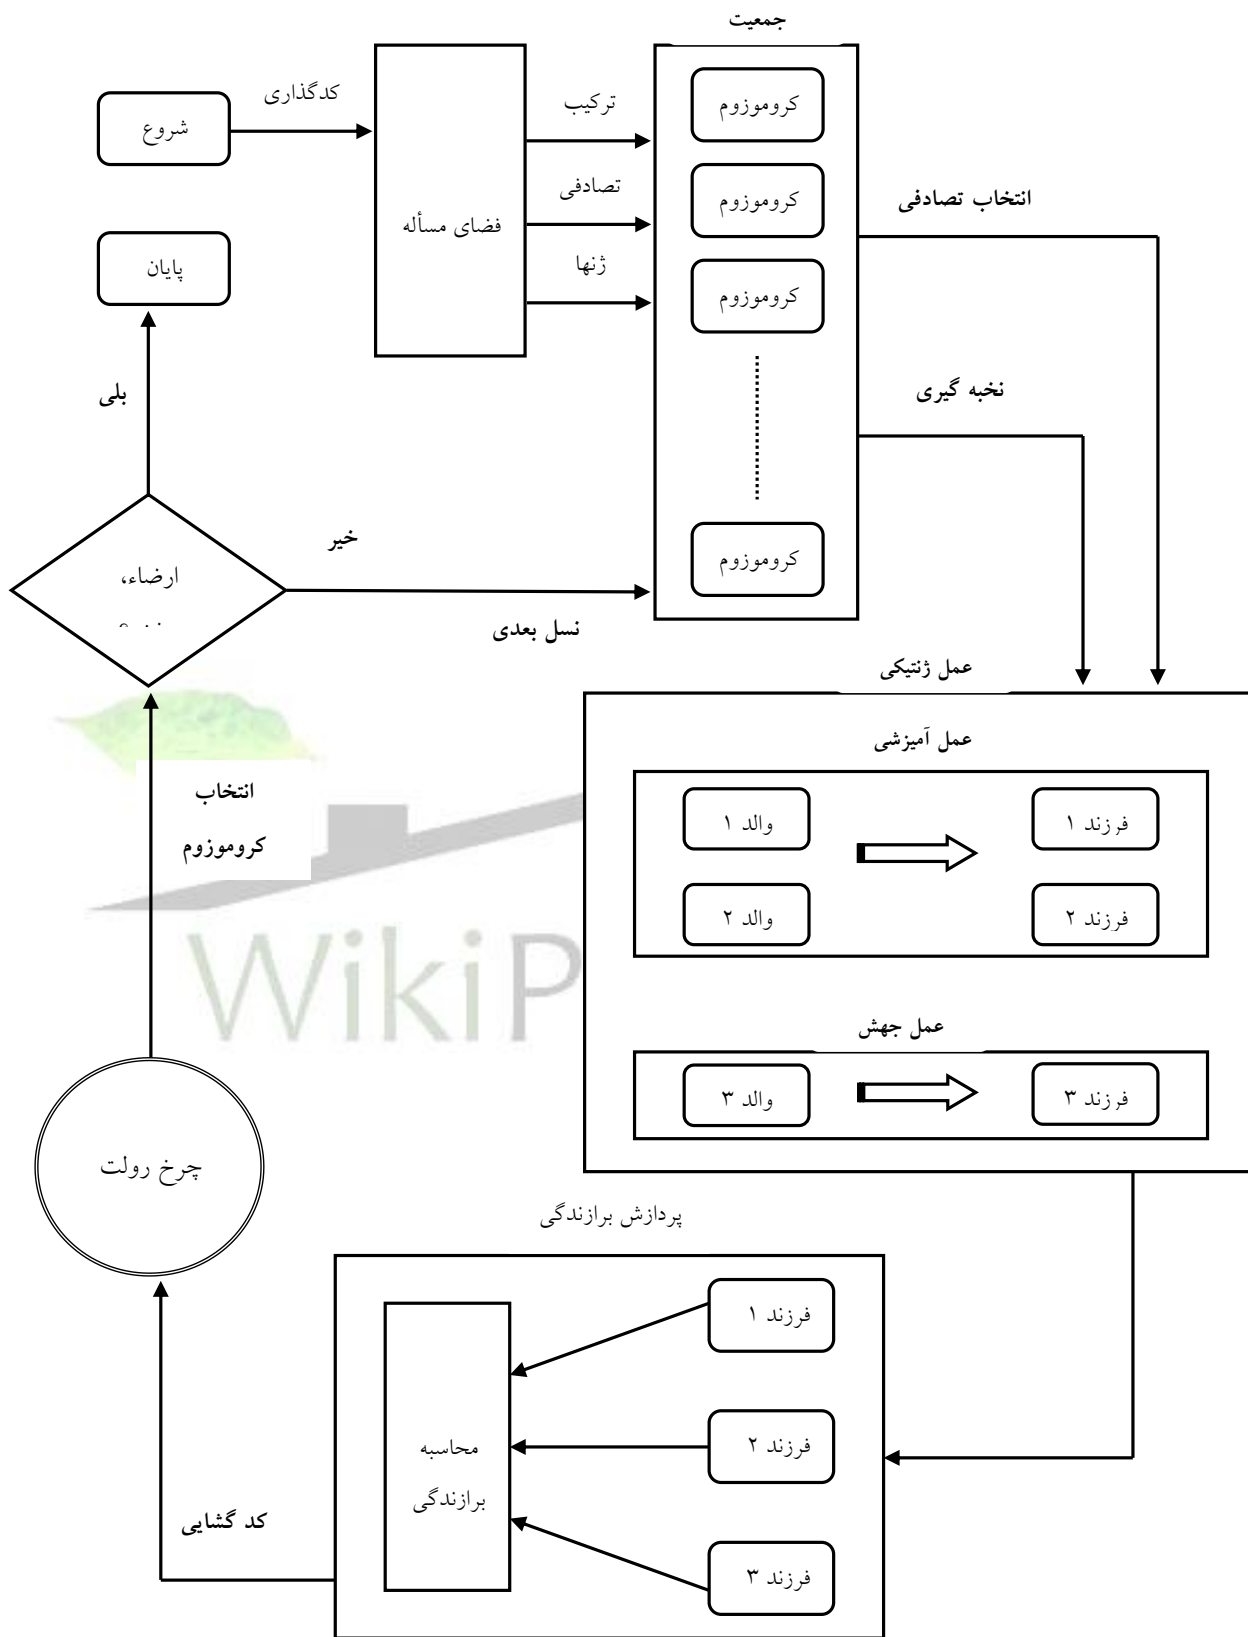 جمعیت
شروع
کدگذاری
فضای مسأله
ترکیب
تصادفی
ژنها
کروموزوم
کروموزوم
کروموزوم
کروموزوم
انتخاب تصادفی
نخبه گیری
پایان
بلی
ارضاء،
خیر
نسل بعدی
عمل ژنتیکی
عمل آمیزشی
والد ۱
فرزند ۱
والد ۲
فرزند ۲
عمل جهش
والد ۳
فرزند ۳
انتخاب
کروموزوم
WikiP
چرخ رولت
پردازش برازندگی
فرزند ۱
فرزند ۲
فرزند ۳
محاسبه
برازندگی
کد گشایی